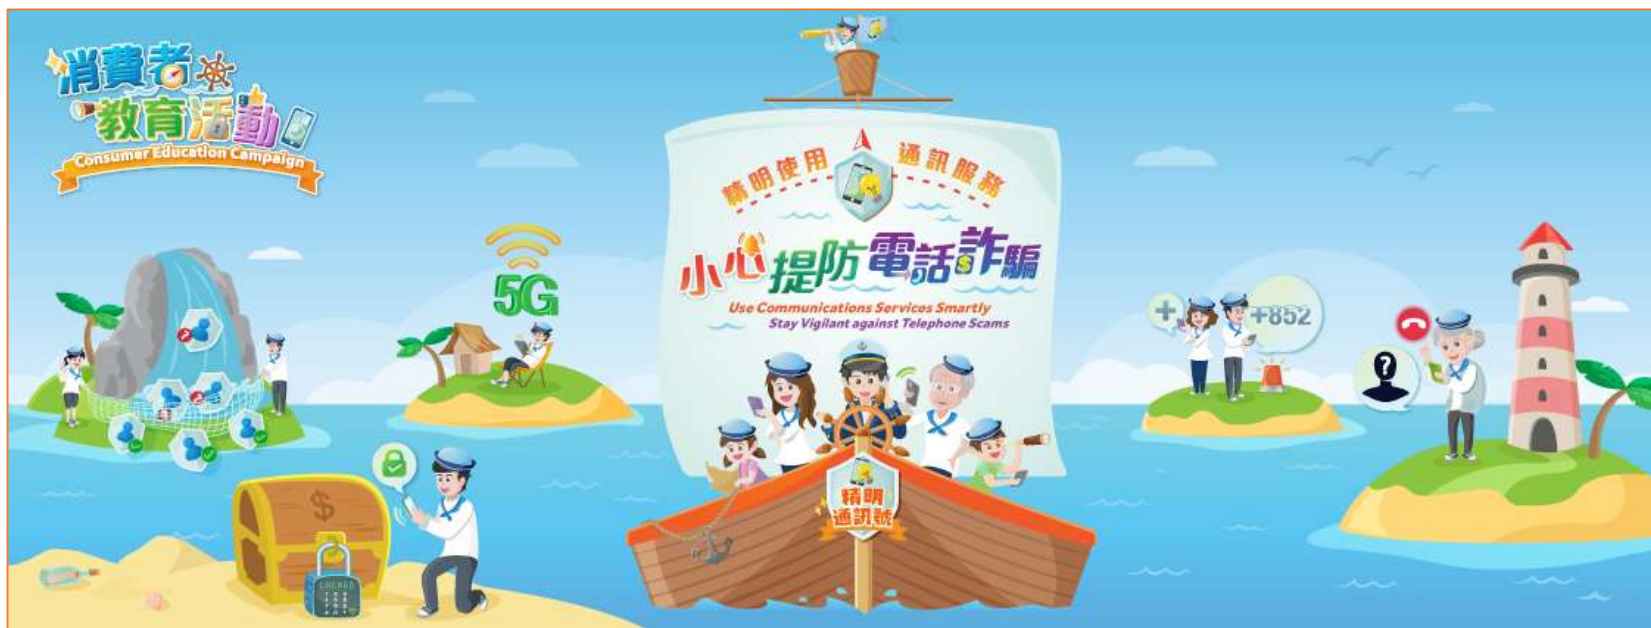 消費者
教育活動
Consumer Education Campaign
精明使用 通訊服務
小心提防電話詐騙
Use Communications Services Smartly
Stay Vigilant against Telephone Scams
5G
+
+852
?
$
LOCKED
精明
通訊號